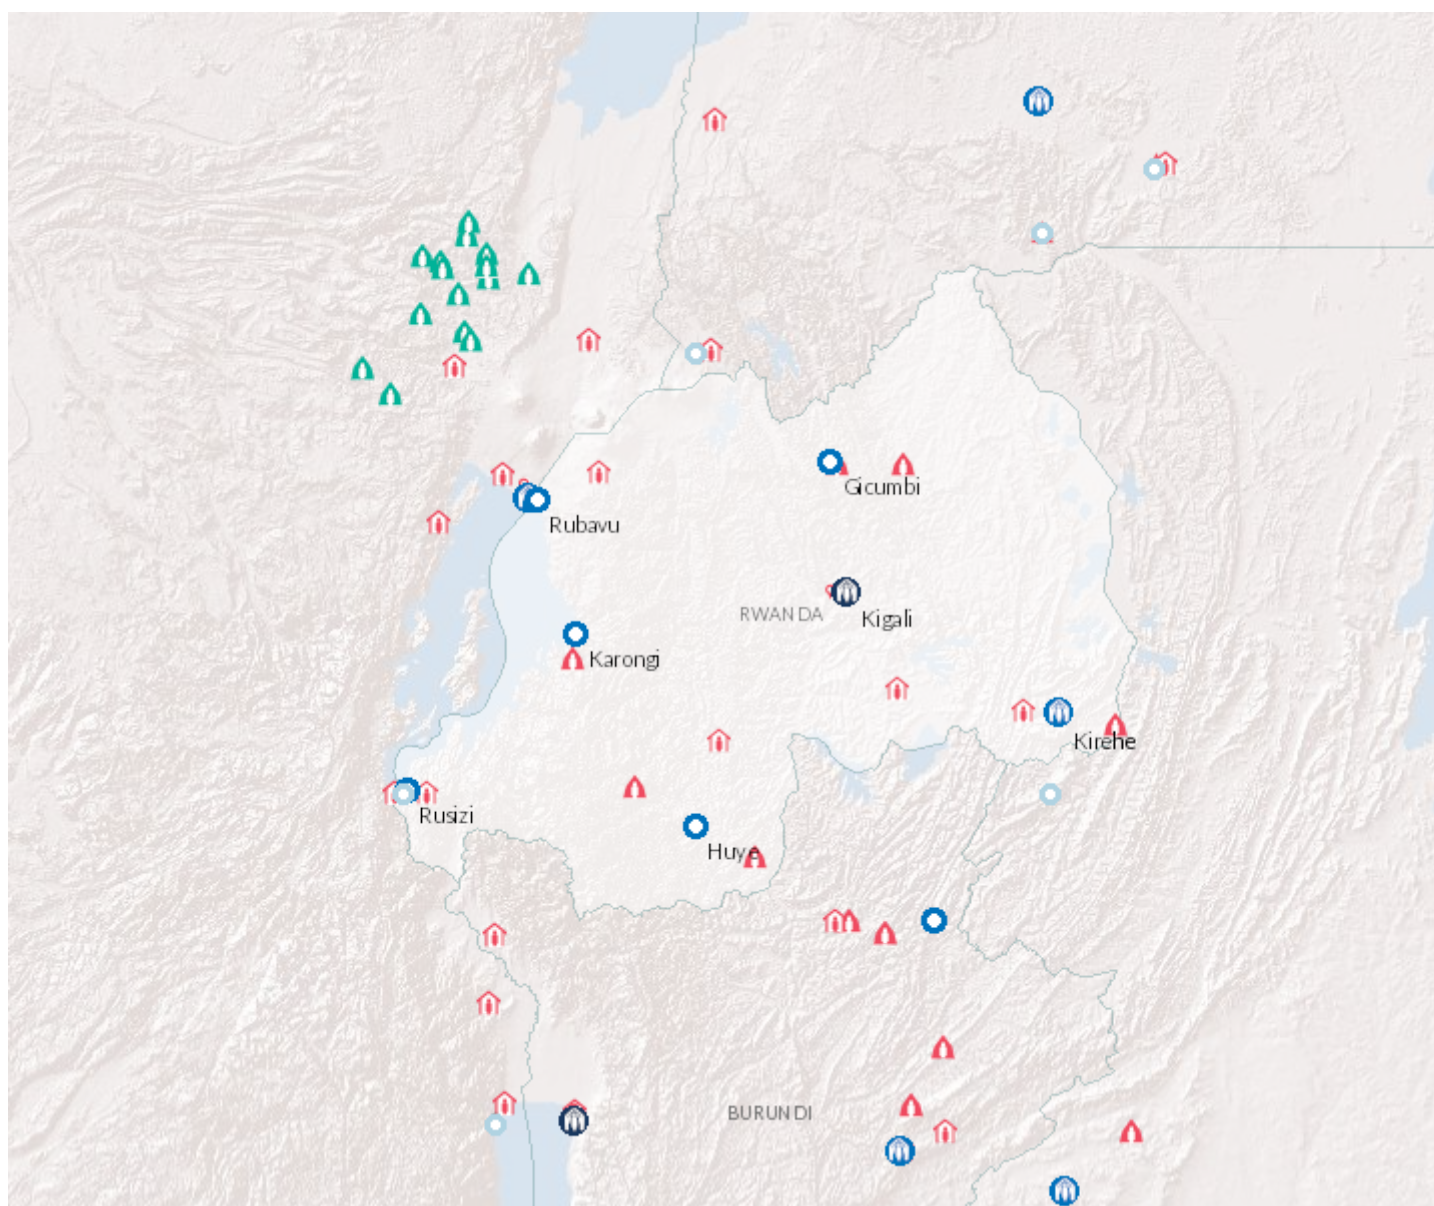 Gicumbi
Rubavu
RWANDA
Kigali
Karongi
Kirehe
Rusizi
Huye
BURUNDI